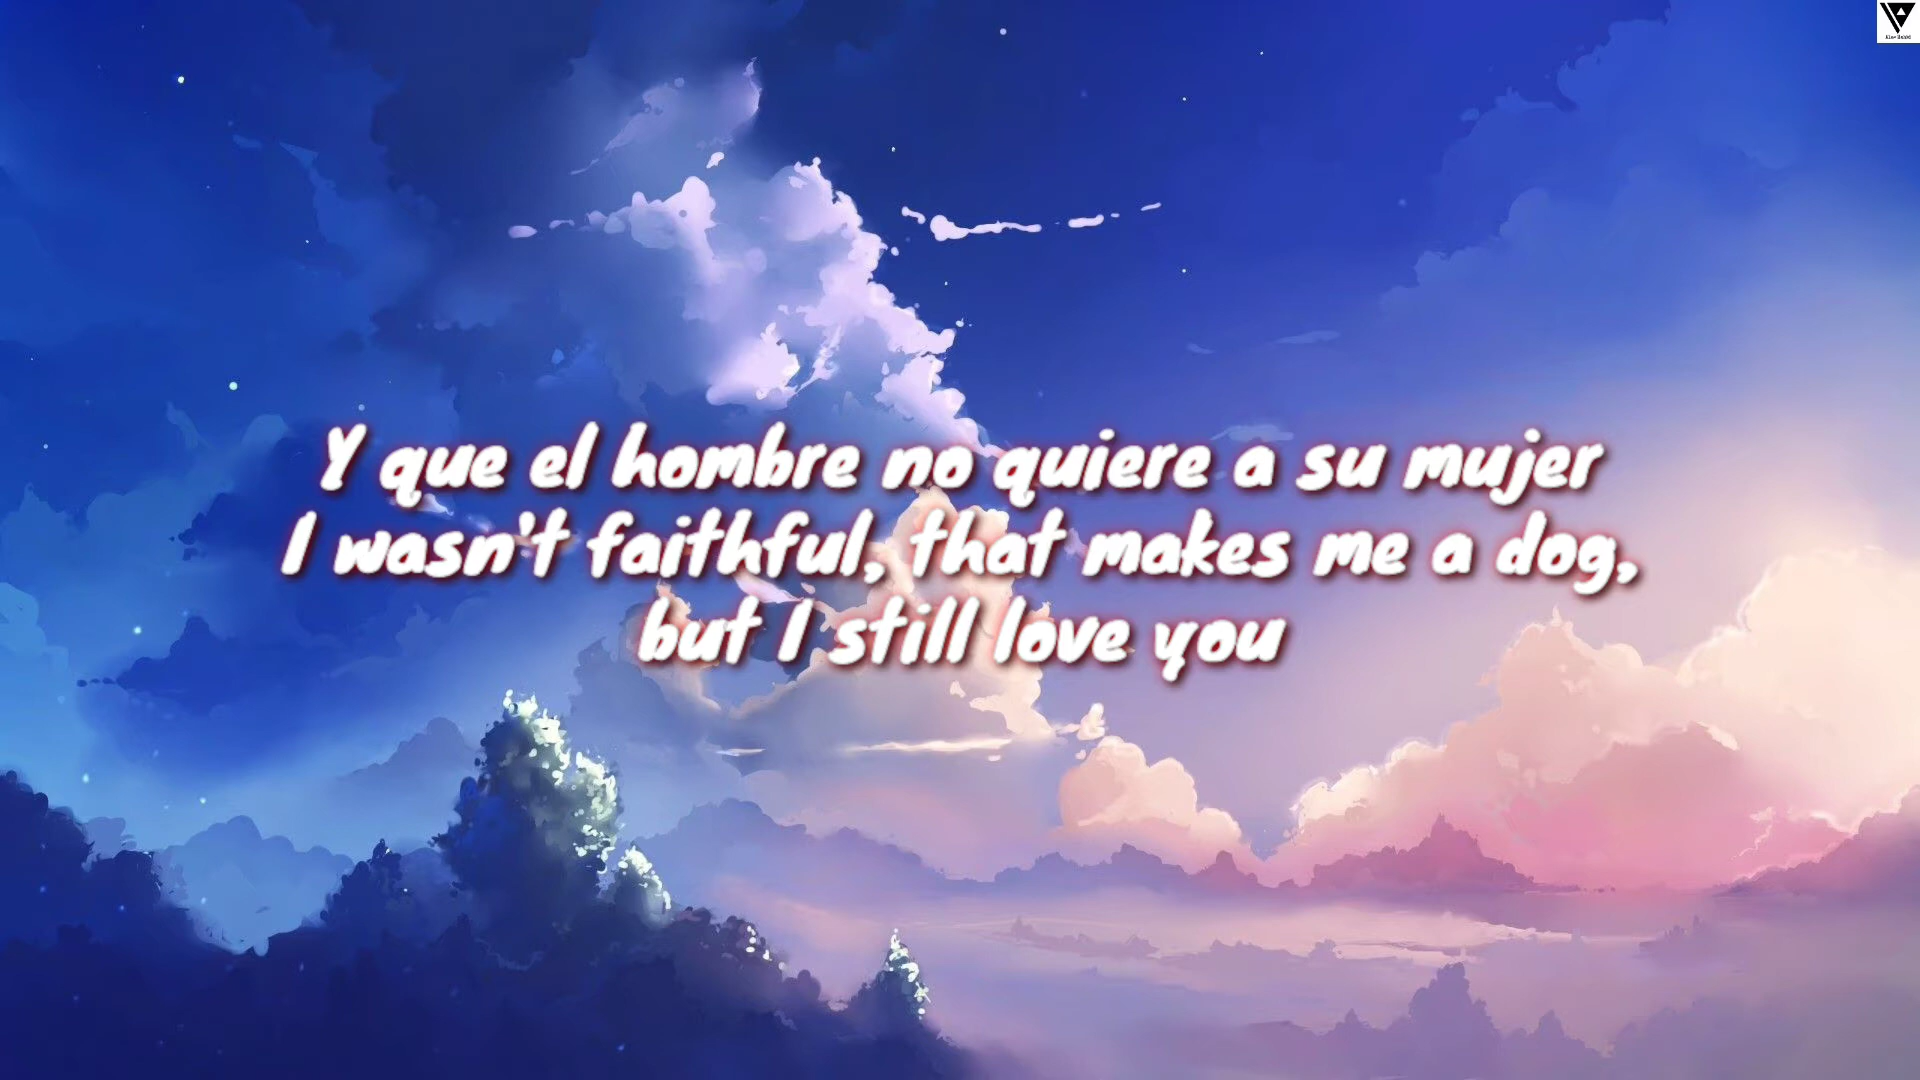 Y que el hombre no quiere a su mujer
I wasn't faithful, that makes me a dog,
but I still love you